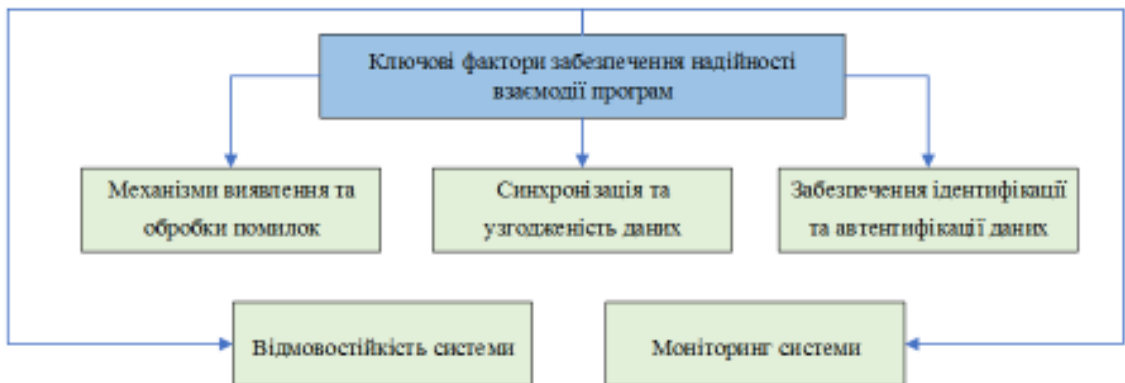 Ключові фактори забезпечення надійності
взаємодії програм
Механізми виявлення та
обробки помилок
Синхронізація та
узгодженість даних
Забезпечення ідентифікації
та автентифікації даних
Відмовостійкість системи
Моніторинг системи